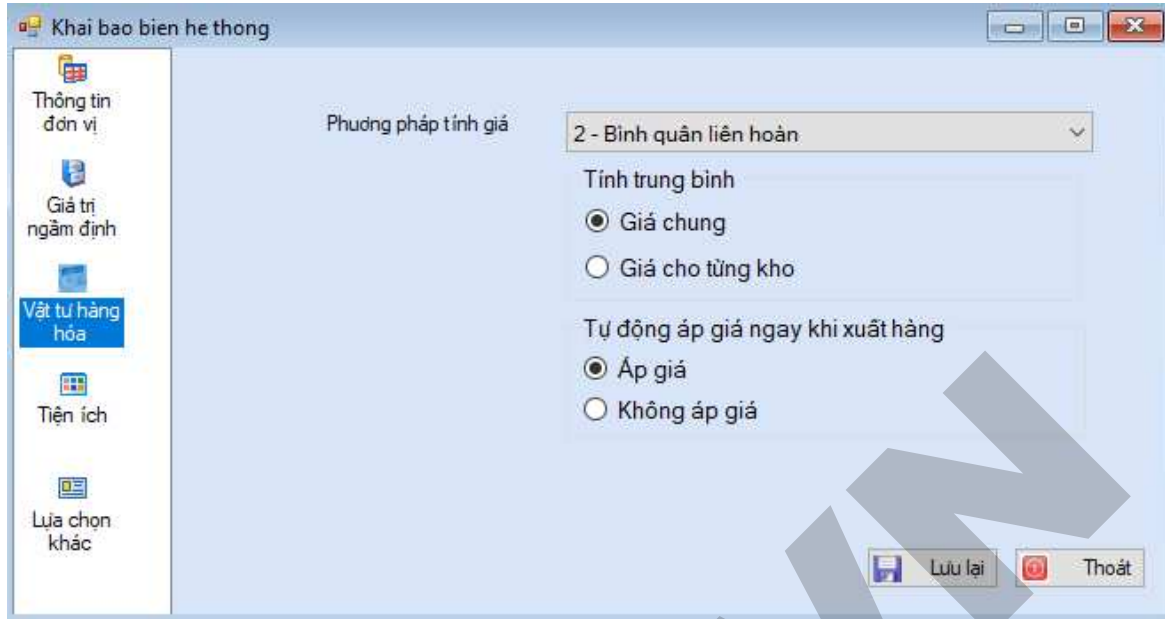 Khai bao bien he thong
Thông tin
đơn vị
Giá trị
ngầm định
Vật tư hàng
hóa
Tiện ích
Lựa chọn
khác
Phương pháp tính giá
2 - Bình quân liên hoàn
Tính trung bình
Giá chung
Giá cho từng kho
Tự động áp giá ngay khi xuất hàng
Áp giá
Không áp giá
Lưu lại
Thoát